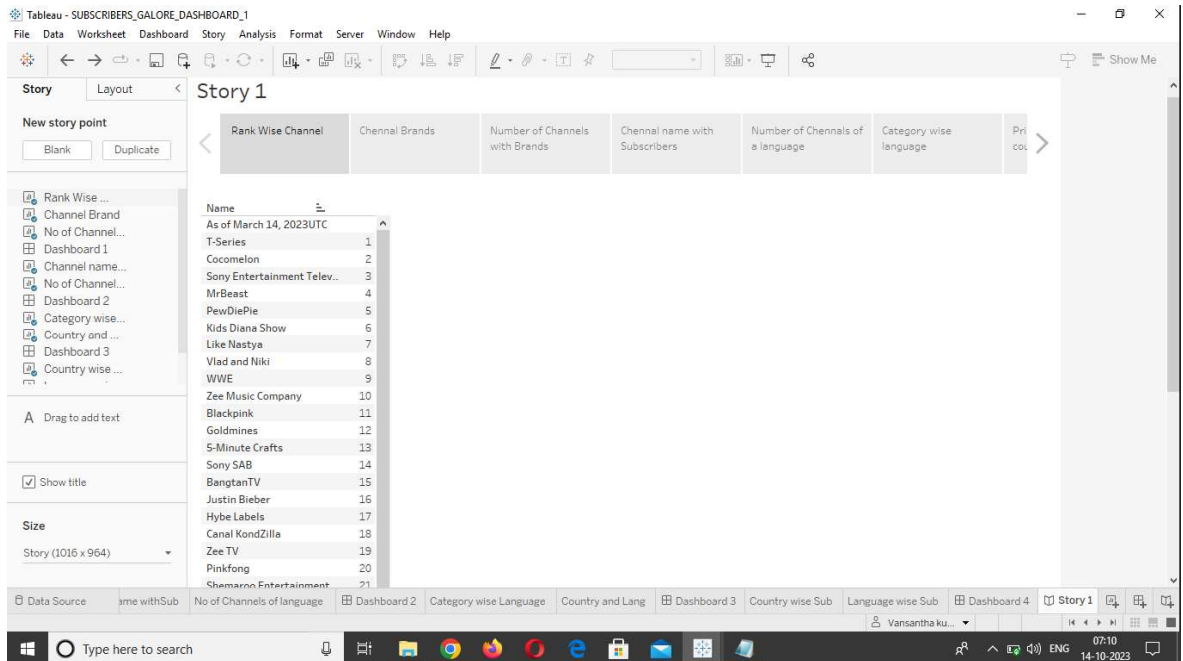 Tableau - SUBSCRIBERS_GALORE_DASHBOARD_1
File Data Worksheet Dashboard Story Analysis Format Server Window Help
Show Me
Story Layout
New story point
Blank Duplicate
Rank Wise ...
Channel Brand
No of Channel...
Dashboard 1
Channel name...
No of Channel...
Dashboard 2
Category wise...
Country and ...
Dashboard 3
Country wise ...
A Drag to add text
Show title
Size
Story (1016 x 964)
Story 1
Rank Wise Channel
Chennal Brands
Number of Channels
with Brands
Chennal name with
Subscribers
Number of Chennals of
a language
Category wise
language
Pri
cou
Name
As of March 14, 2023UTC
T-Series 1
Cocomelon 2
Sony Entertainment Telev.. 3
MrBeast 4
PewDiePie 5
Kids Diana Show 6
Like Nastya 7
Vlad and Niki 8
WWE 9
Zee Music Company 10
Blackpink 11
Goldmines 12
5-Minute Crafts 13
Sony SAB 14
BangtanTV 15
Justin Bieber 16
Hybe Labels 17
Canal KondZilla 18
Zee TV 19
Pinkfong 20
Shemaroo Entertainment 21
Data Source ame withSub No of Channels of language Dashboard 2 Category wise Language Country and Lang Dashboard 3 Country wise Sub Language wise Sub Dashboard 4 Story 1
Vansantha ku...
Type here to search
ENG
07:10
14-10-2023